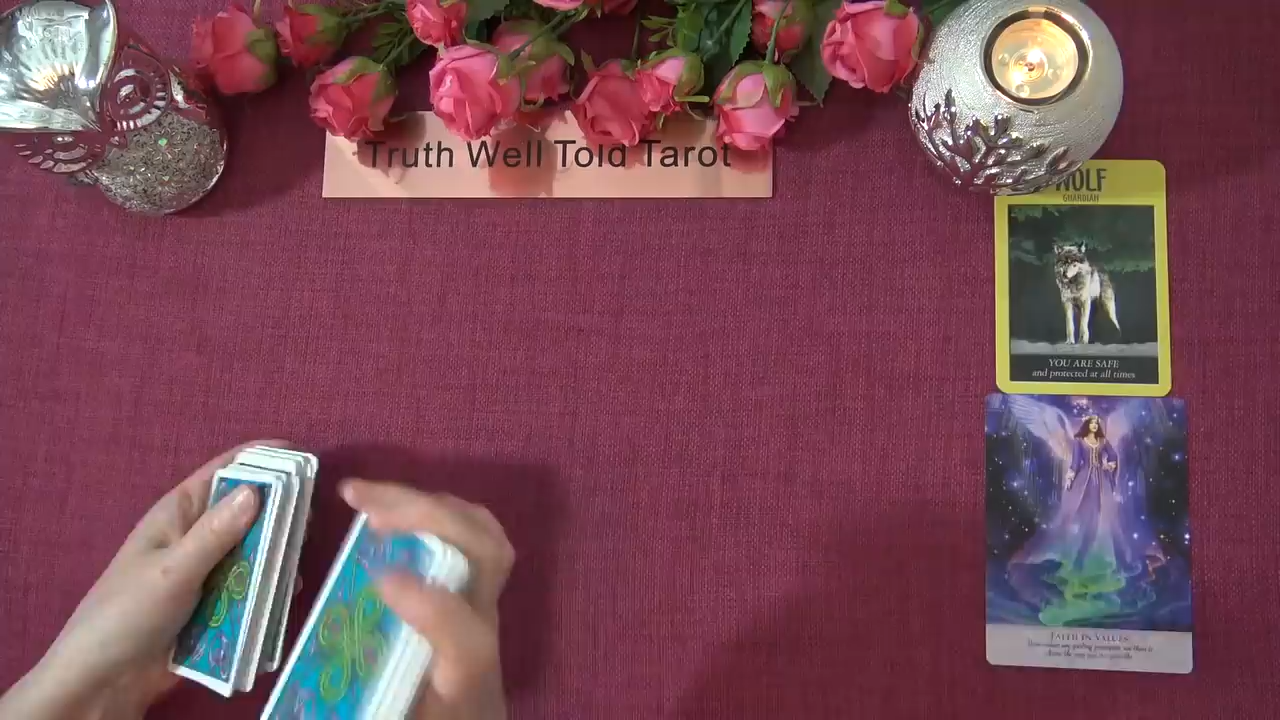 Truth Well Told Tarot
WOLF
GUARDIAN
YOU ARE SAFE
and protected at all times
FAITH IN VALUES